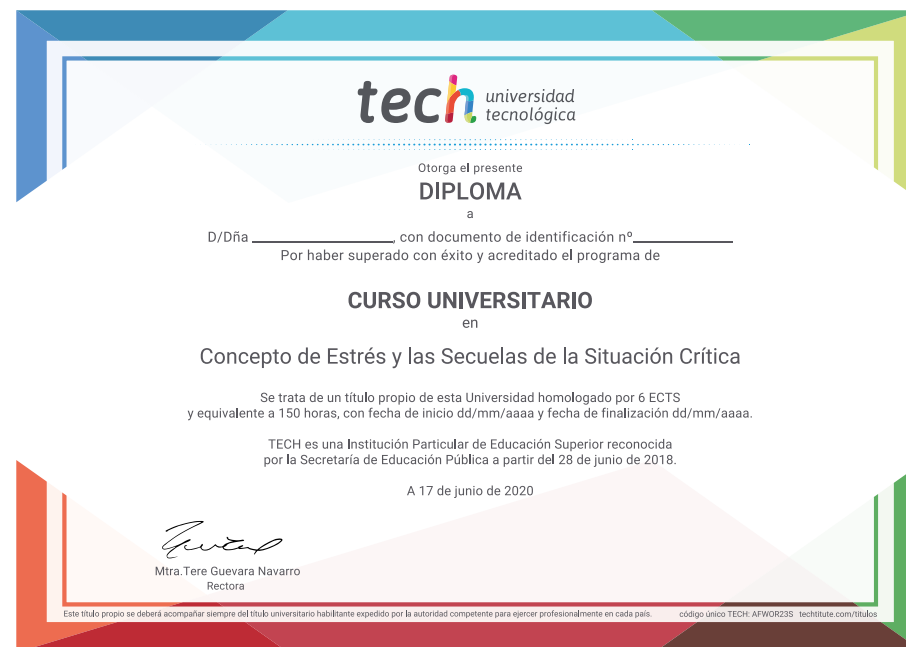 tech universidad
tecnológica
Otorga el presente
DIPLOMA
a
D/Dña ____________________, con documento de identificación nº______________
Por haber superado con éxito y acreditado el programa de
CURSO UNIVERSITARIO
en
Concepto de Estrés y las Secuelas de la Situación Crítica
Se trata de un título propio de esta Universidad homologado por 6 ECTS
y equivalente a 150 horas, con fecha de inicio dd/mm/aaaa y fecha de finalización dd/mm/aaaa.
TECH es una Institución Particular de Educación Superior reconocida
por la Secretaría de Educación Pública a partir del 28 de junio de 2018.
A 17 de junio de 2020
Mtra.Tere Guevara Navarro
Rectora
Este título propio se deberá acompañar siempre del título universitario habilitante expedido por la autoridad competente para ejercer profesionalmente en cada país. código único TECH: AFWOR23S techtitute.com/titulos